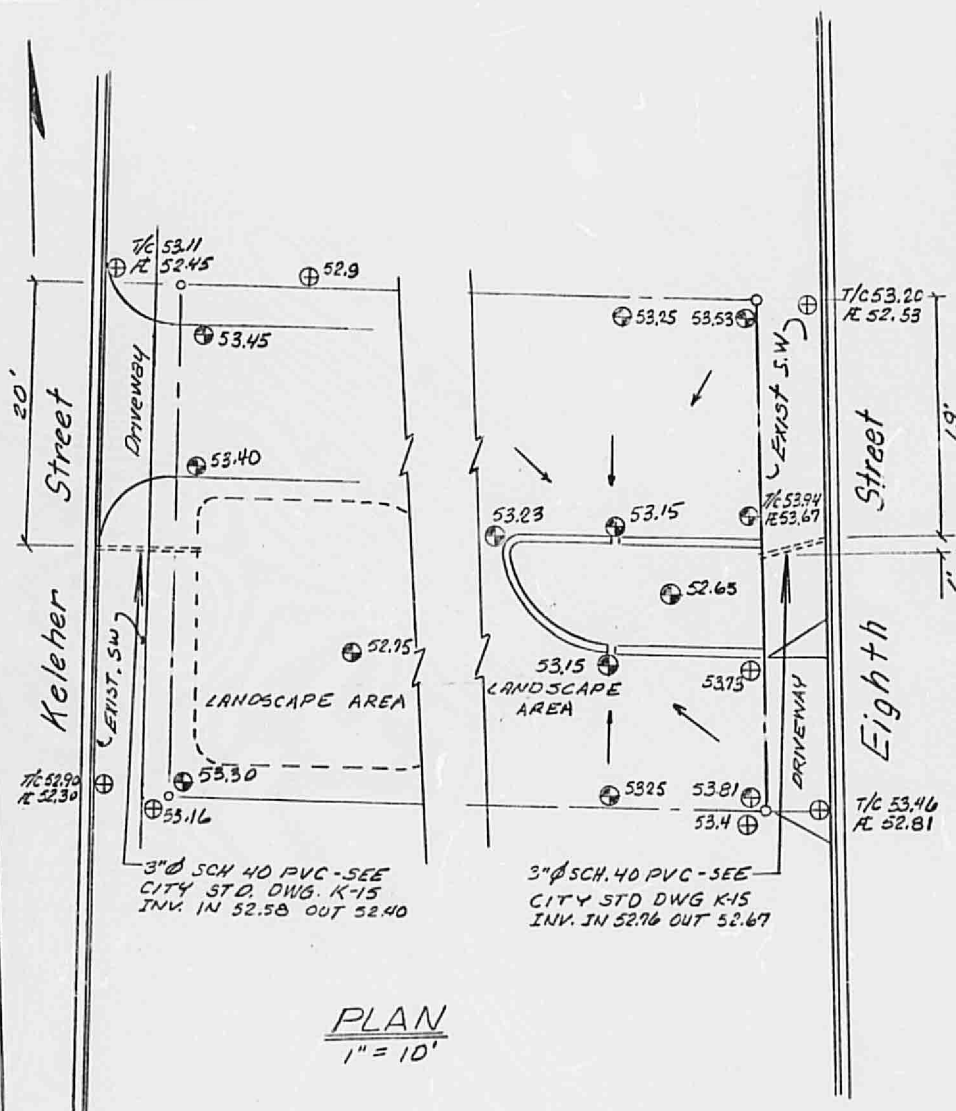 T/C 53.11
FL 52.45
52.9
53.25
53.53
T/C 53.20
FL 52.53
EXIST S.W
53.45
Driveway
20'
Street
53.40
53.23
53.15
T/C 53.94
FL 53.67
Street
19'
52.65
Keleher
EXIST. SW
52.75
LANDSCAPE AREA
53.15
LANDSCAPE
AREA
53.73
DRIVEWAY
Eighth
T/C 52.90
FL 52.30
53.30
53.16
5325
53.81
53.4
T/C 53.46
FL 52.81
3"Ø SCH 40 PVC - SEE
CITY STD. DWG. K-15
INV. IN 52.58 OUT 52.40
3"Ø SCH. 40 PVC - SEE
CITY STD DWG K-15
INV. IN 52.76 OUT 52.67
PLAN
1" = 10'